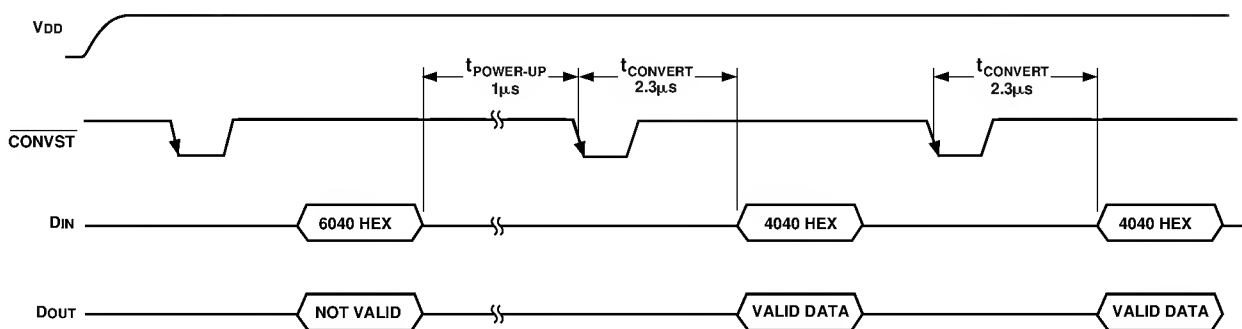 VDD
tPOWER-UP
1µs
tCONVERT
2.3µs
tCONVERT
2.3µs
CONVST
DIN
6040 HEX
4040 HEX
4040 HEX
DOUT
NOT VALID
VALID DATA
VALID DATA